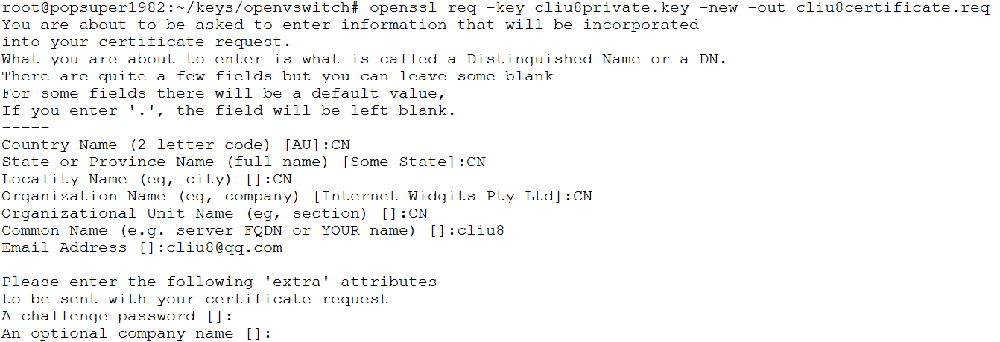 root@popsuper1982:~/keys/openvswitch# openssl req -key cliu8private.key -new -out cliu8certificate.req
You are about to be asked to enter information that will be incorporated
into your certificate request.
What you are about to enter is what is called a Distinguished Name or a DN.
There are quite a few fields but you can leave some blank
For some fields there will be a default value,
If you enter '.', the field will be left blank.
-----
Country Name (2 letter code) [AU]:CN
State or Province Name (full name) [Some-State]:CN
Locality Name (eg, city) []:CN
Organization Name (eg, company) [Internet Widgits Pty Ltd]:CN
Organizational Unit Name (eg, section) []:CN
Common Name (e.g. server FQDN or YOUR name) []:cliu8
Email Address []:cliu8@qq.com

Please enter the following 'extra' attributes
to be sent with your certificate request
A challenge password []:
An optional company name []: